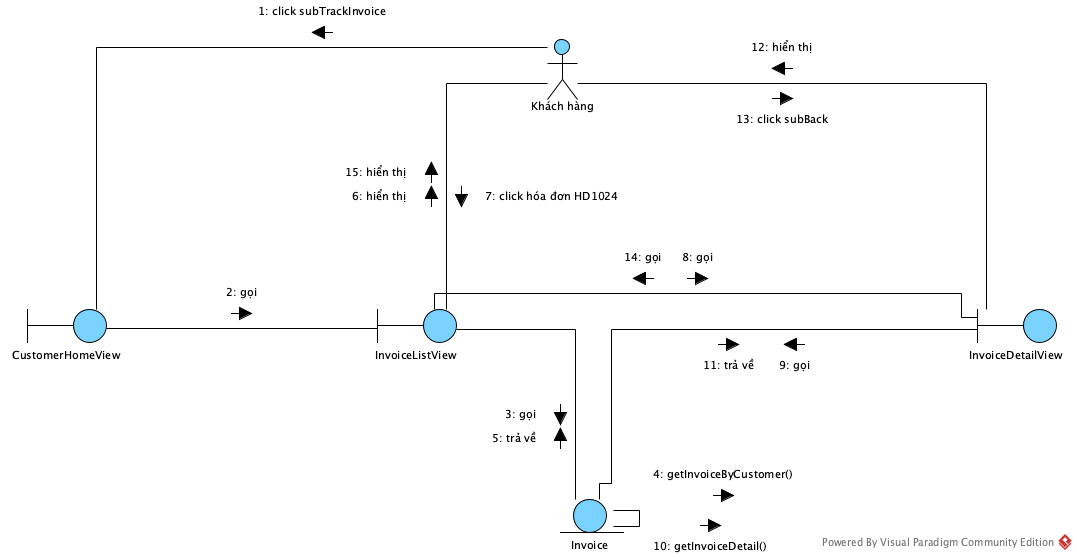 1: click subTrackInvoice
12: hiển thị
Khách hàng
13: click subBack
15: hiển thị
6: hiển thị
7: click hóa đơn HD1024
14: gọi
8: gọi
2: gọi
CustomerHomeView
InvoiceListView
InvoiceDetailView
11: trả về
9: gọi
3: gọi
5: trả về
4: getInvoiceByCustomer()
Invoice
10: getInvoiceDetail()
Powered By Visual Paradigm Community Edition